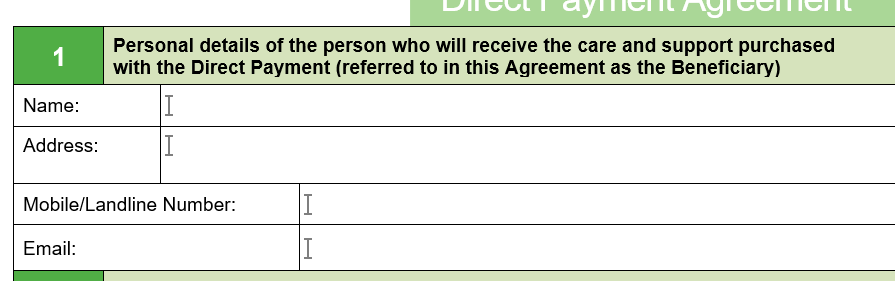 Direct Payment Agreement
1
Personal details of the person who will receive the care and support purchased
with the Direct Payment (referred to in this Agreement as the Beneficiary)
Name:
Address:
Mobile/Landline Number:
Email: